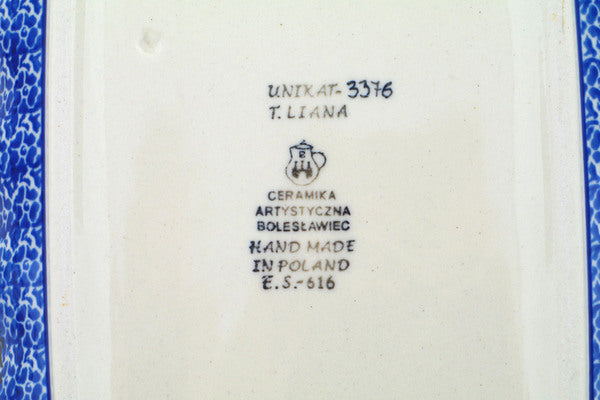 UNIKAT-3376
T. LIANA
CERAMIKA
ARTYSTYCZNA
BOLESŁAWIEC
HAND MADE
IN POLAND
E.S.-616